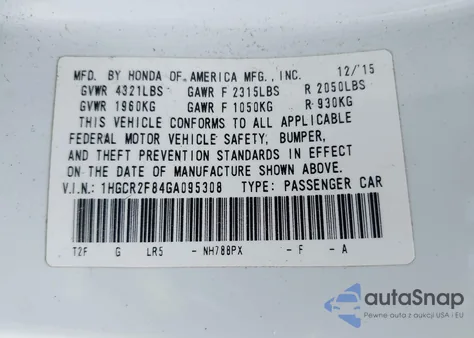 MFD. BY HONDA OF AMERICA MFG., INC. 12/'15
GVWR 4321LBS GAWR F 2315LBS R 2050LBS
GVWR 1960KG GAWR F 1050KG R 930KG
THIS VEHICLE CONFORMS TO ALL APPLICABLE
FEDERAL MOTOR VEHICLE SAFETY, BUMPER,
AND THEFT PREVENTION STANDARDS IN EFFECT
ON THE DATE OF MANUFACTURE SHOWN ABOVE.
V.I.N.: 1HGCR2F84GA095308 TYPE: PASSENGER CAR
T2F G LR5 - NH788PX - F - A
autoSnap
Pewne auta z aukcji USA i EU